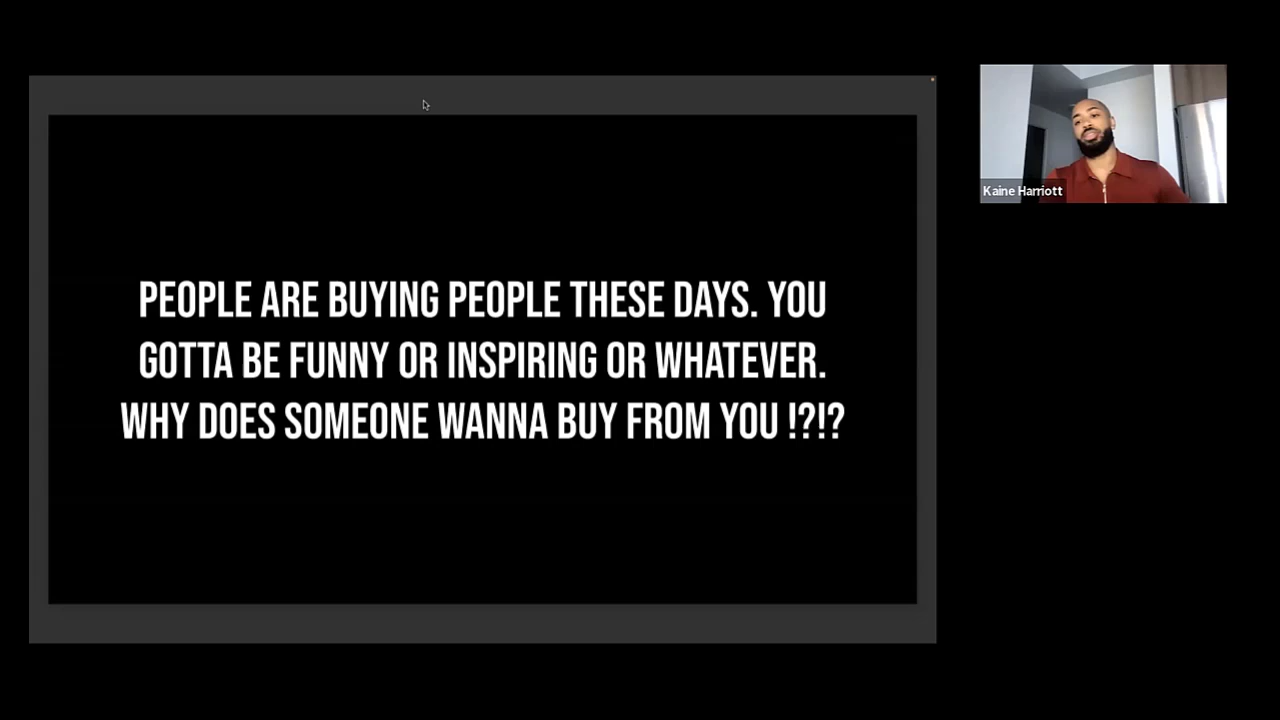 PEOPLE ARE BUYING PEOPLE THESE DAYS. YOU
GOTTA BE FUNNY OR INSPIRING OR WHATEVER.
WHY DOES SOMEONE WANNA BUY FROM YOU !?!?
Kaine Harriott